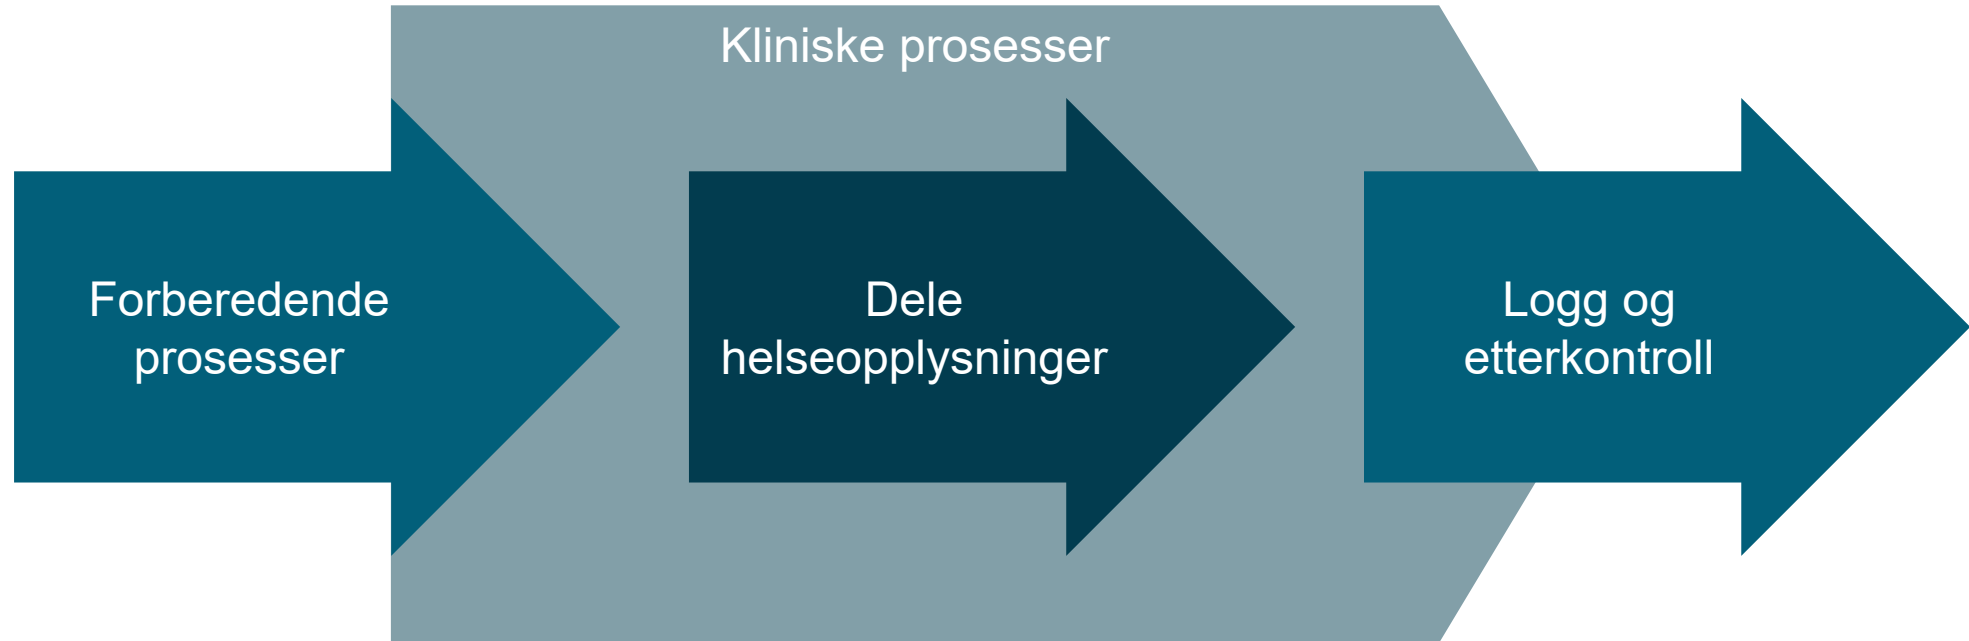 Kliniske prosesser
Forberedende
prosesser
Dele
helseopplysninger
Logg og
etterkontroll